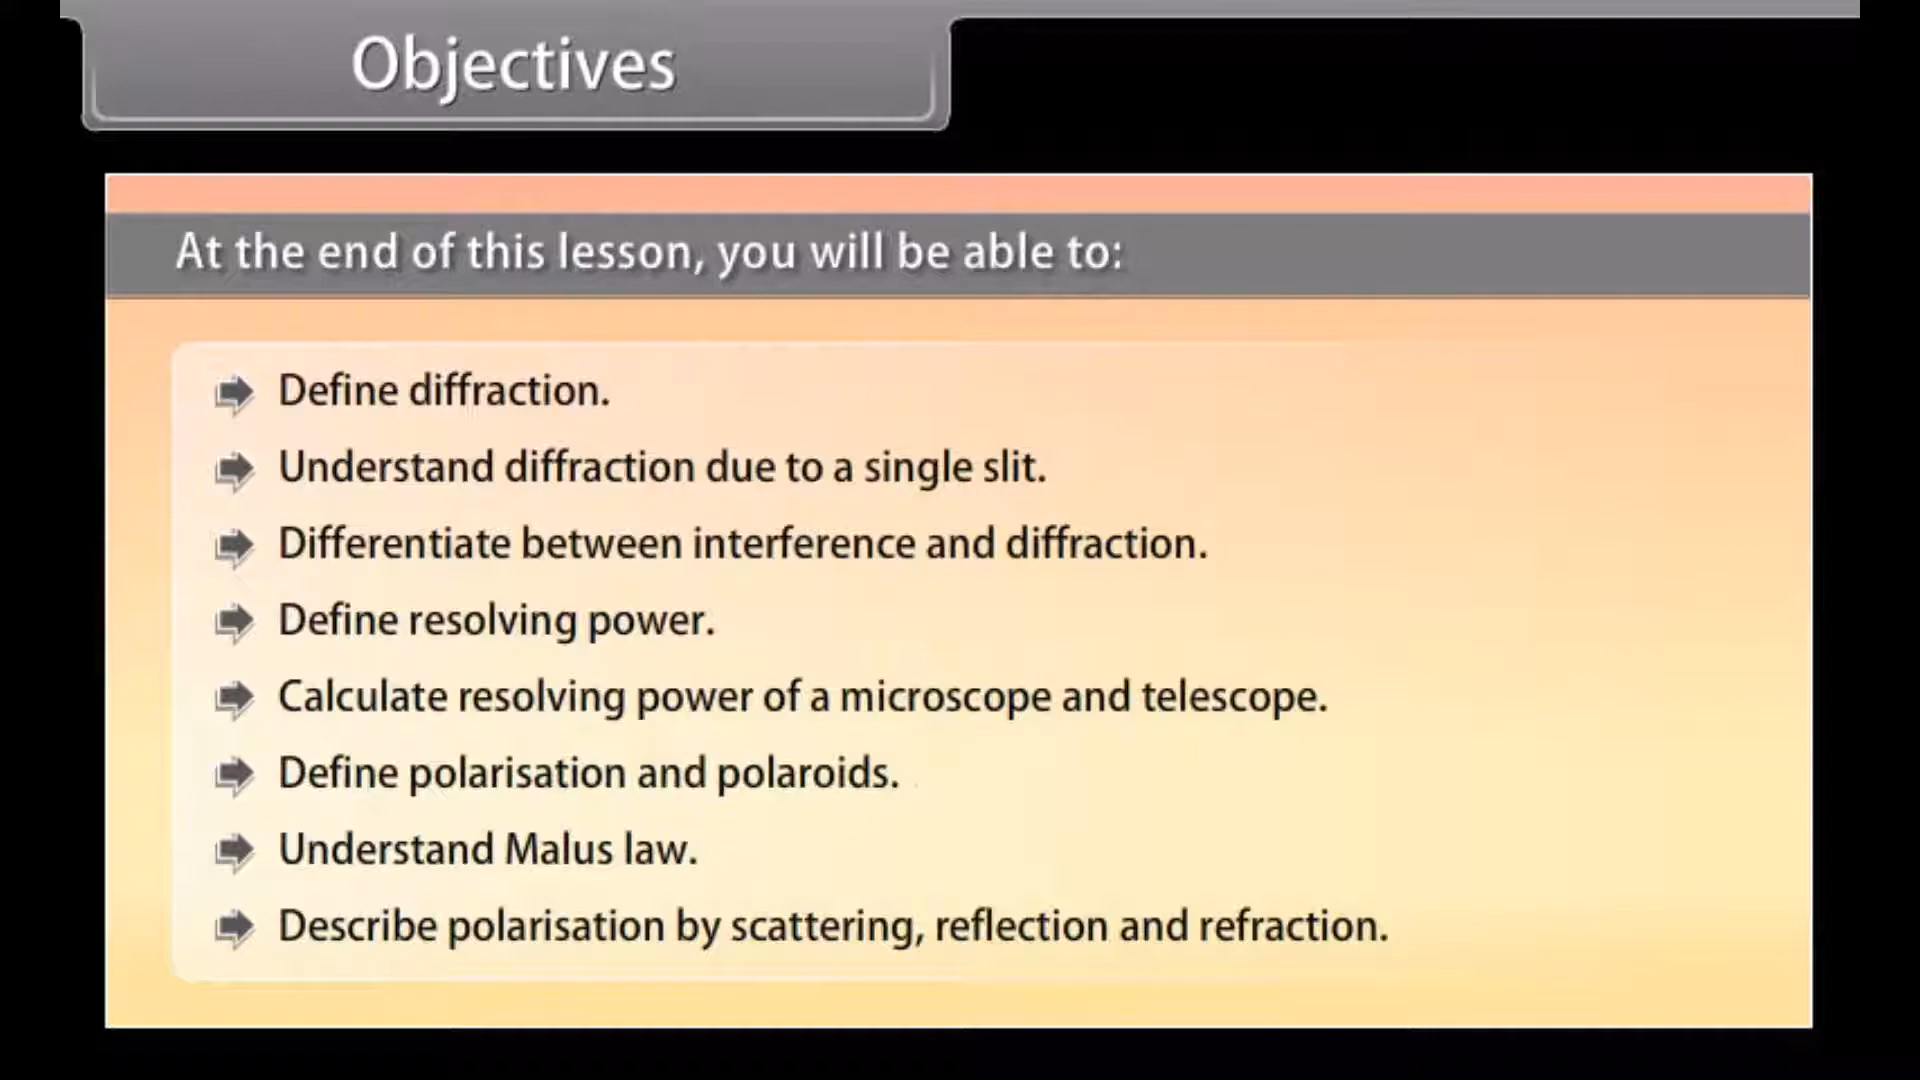 Objectives
At the end of this lesson, you will be able to:
Define diffraction.
Understand diffraction due to a single slit.
Differentiate between interference and diffraction.
Define resolving power.
Calculate resolving power of a microscope and telescope.
Define polarisation and polaroids.
Understand Malus law.
Describe polarisation by scattering, reflection and refraction.